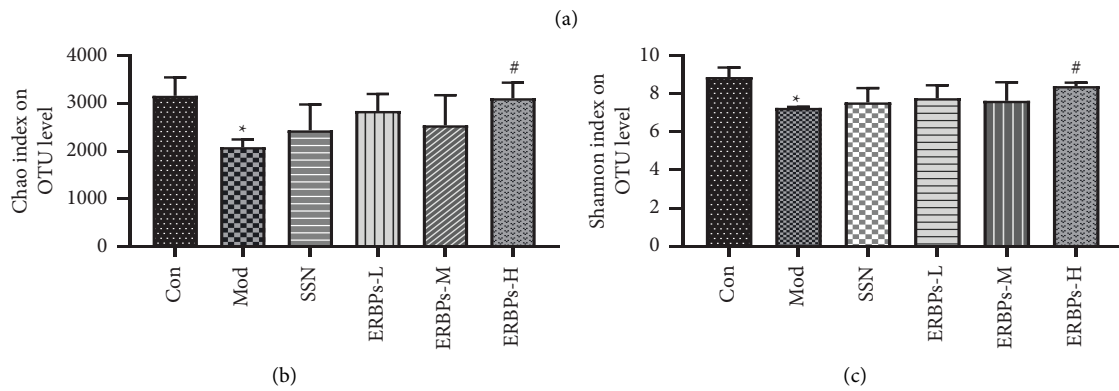 (a)
Chao index on
OTU level
4000
3000
2000
1000
0
*
#
Con
Mod
SSN
ERBPs-L
ERBPs-M
ERBPs-H
(b)
Shannon index on
OTU level
10
8
6
4
2
0
*
#
Con
Mod
SSN
ERBPs-L
ERBPs-M
ERBPs-H
(c)